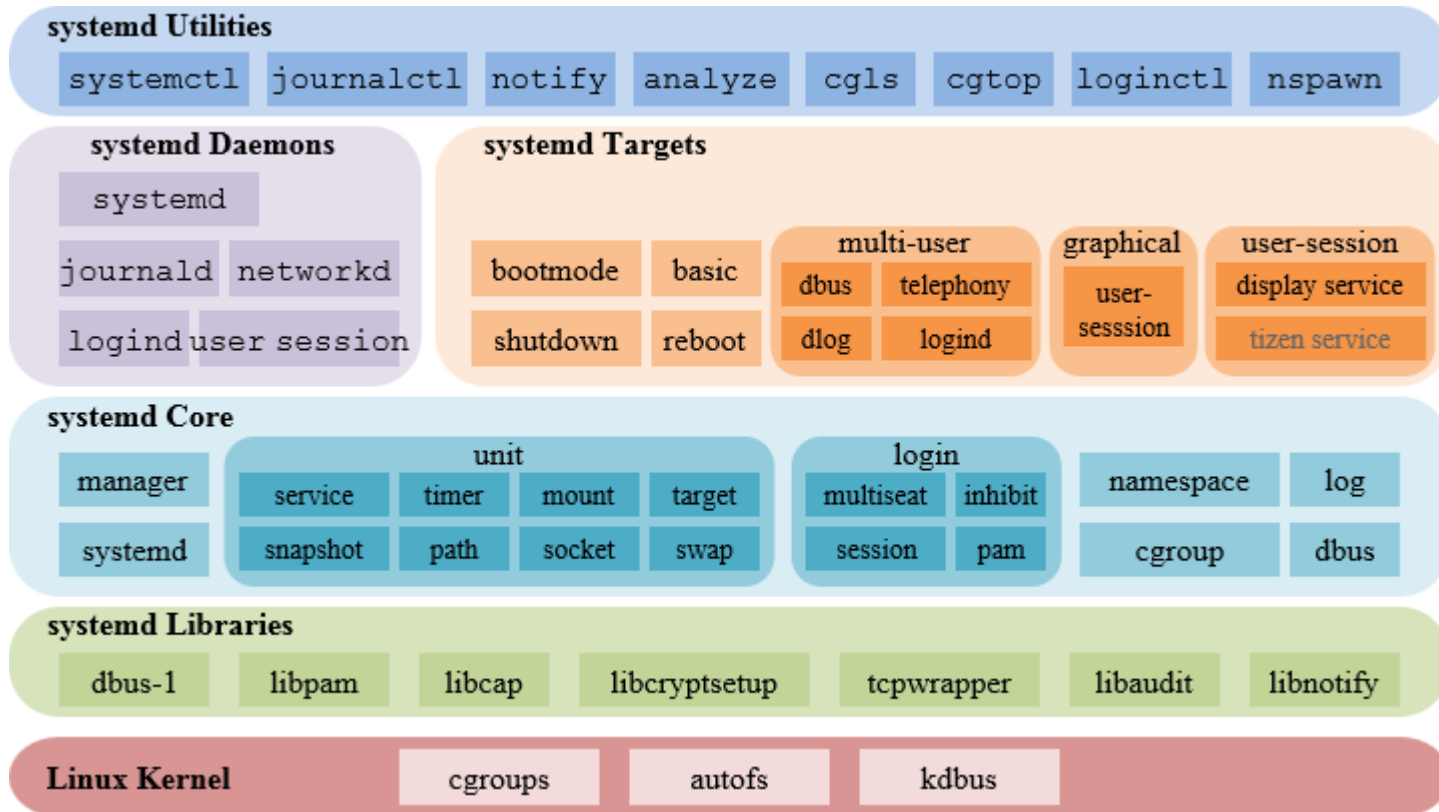 systemd Utilities
systemctl journalctl notify analyze cgls cgtop loginctl nspawn
systemd Daemons
systemd
journald networkd
logind user session
systemd Targets
bootmode basic
shutdown reboot
multi-user
dbus telephony
dlog logind
graphical
user-
sesssion
user-session
display service
tizen service
systemd Core
manager
systemd
unit
service timer mount target
snapshot path socket swap
login
multiseat inhibit
session pam
namespace log
cgroup dbus
systemd Libraries
dbus-1 libpam libcap libcryptsetup tcpwrapper libaudit libnotify
Linux Kernel cgroups autofs kdbus